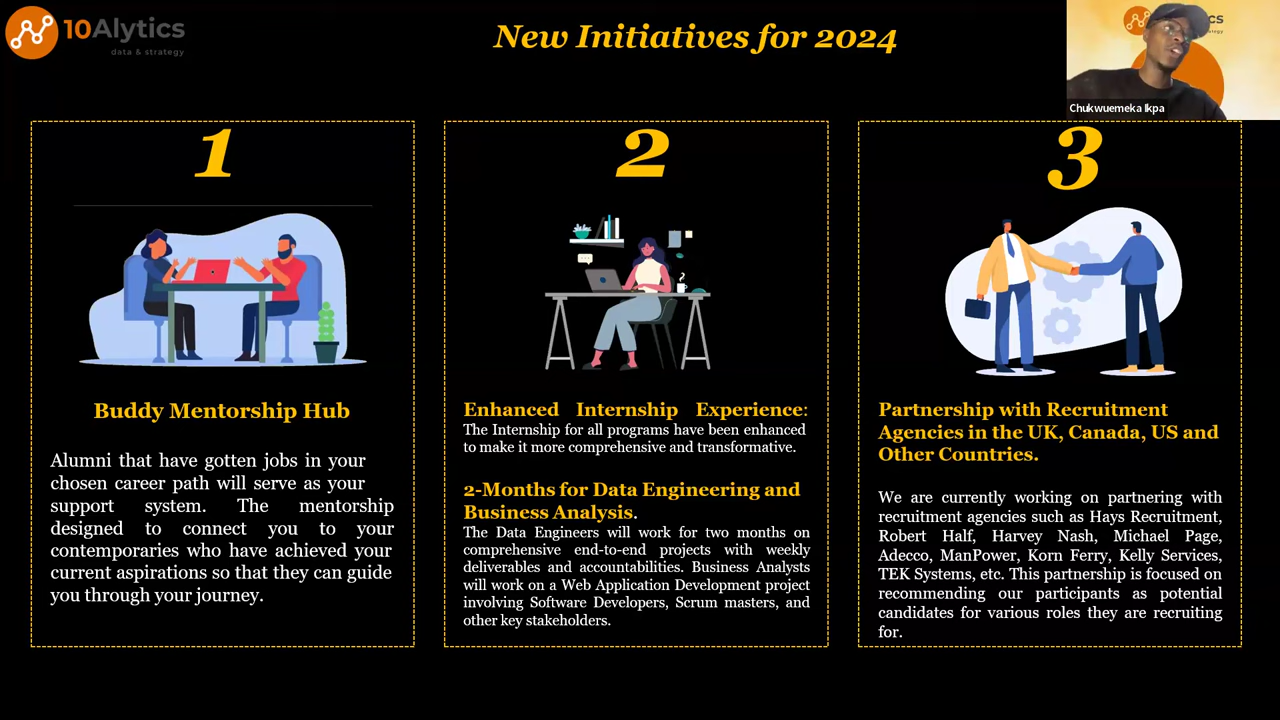 10Alytics
data & strategy
New Initiatives for 2024
Chukwuemeka Ikpa
1
Buddy Mentorship Hub
Alumni that have gotten jobs in your
chosen career path will serve as your
support system. The mentorship
designed to connect you to your
contemporaries who have achieved your
current aspirations so that they can guide
you through your journey.
2
Enhanced Internship Experience:
The Internship for all programs have been enhanced
to make it more comprehensive and transformative.
2-Months for Data Engineering and
Business Analysis.
The Data Engineers will work for two months on
comprehensive end-to-end projects with weekly
deliverables and accountabilities. Business Analysts
will work on a Web Application Development project
involving Software Developers, Scrum masters, and
other key stakeholders.
3
Partnership with Recruitment
Agencies in the UK, Canada, US and
Other Countries.
We are currently working on partnering with
recruitment agencies such as Hays Recruitment,
Robert Half, Harvey Nash, Michael Page,
Adecco, ManPower, Korn Ferry, Kelly Services,
TEK Systems, etc. This partnership is focused on
recommending our participants as potential
candidates for various roles they are recruiting
for.